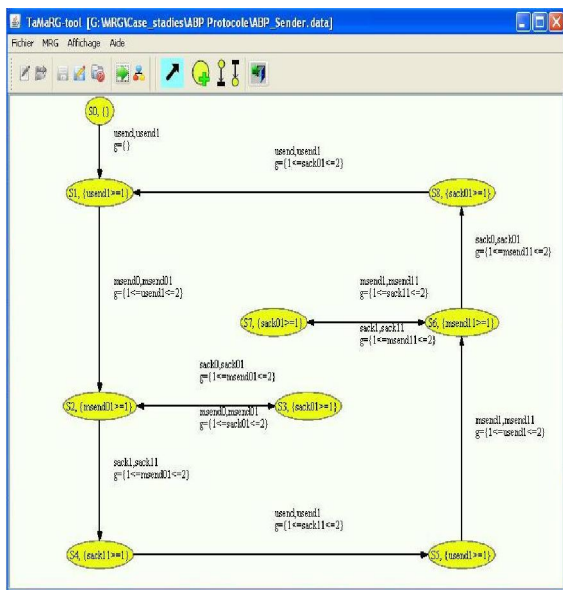 TaMaRG-tool [G:\MRG\Case_stadies\ABP Protocole\ABP_Sender.data]
Fichier MRG Affichage Aide
S0, {}
usend,usend1
g={}
usend,usend1
g={1<=sack01<=2}
S1, {usend1>=1}
S8, {sack01>=1}
sack0,sack01
g={1<=msend11<=2}
msend0,msend01
g={1<=usend1<=2}
msend1,msend11
g={1<=sack11<=2}
S7, {sack01>=1}
S6, {msend11>=1}
sack1,sack11
g={1<=msend11<=2}
sack0,sack01
g={1<=msend01<=2}
S2, {msend01>=1}
S3, {sack01>=1}
msend0,msend01
g={1<=sack01<=2}
msend1,msend11
g={1<=usend1<=2}
sack1,sack11
g={1<=msend01<=2}
usend,usend1
g={1<=sack11<=2}
S4, {sack11>=1}
S5, {usend1>=1}